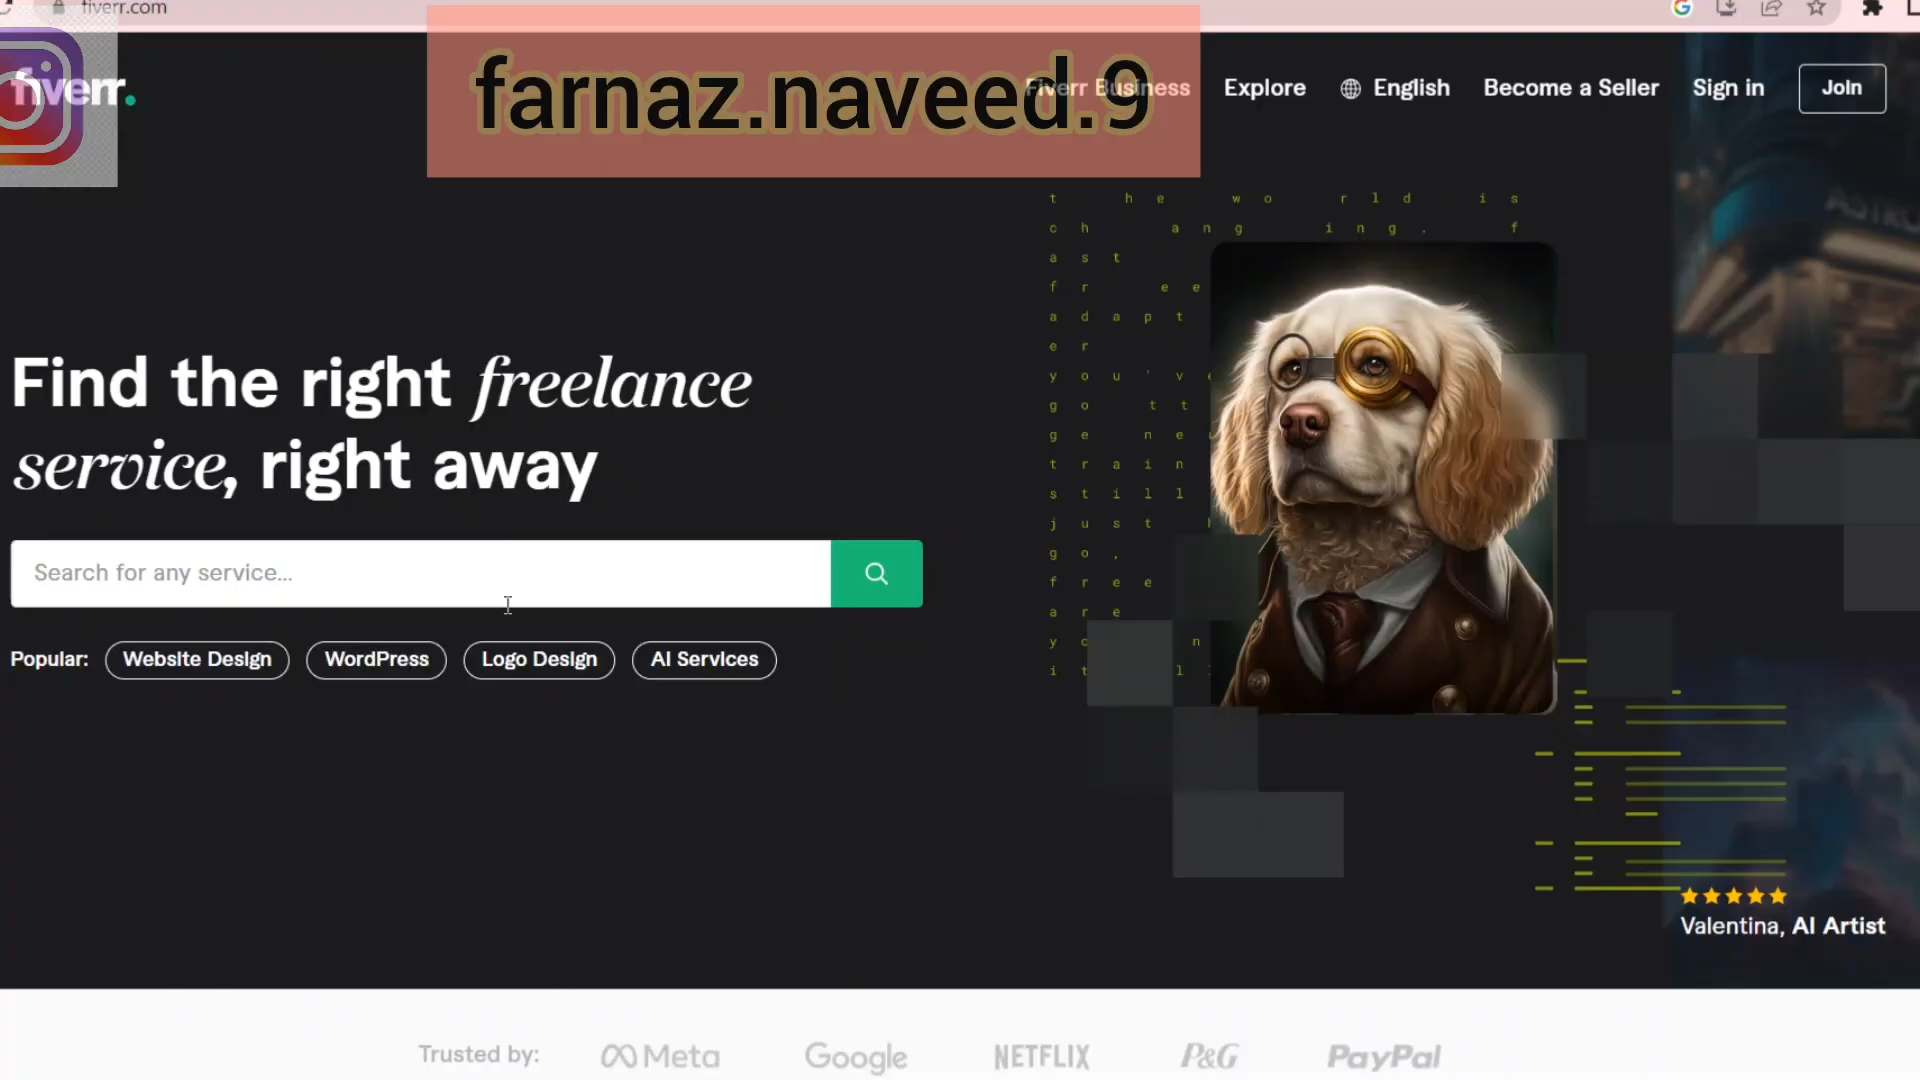 fiverr.com
fiverr.
farnaz.naveed.9
Fiverr Business
Explore
English
Become a Seller
Sign in
Join
t h e w o r l d i s
c h a n g i n g . f
a s t
f r e e
a d a p t
e r
y o u ' v e
g o t t
g e n e
t r a i n
s t i l l
j u s t
g o ,
f r e e
a r e
Find the right freelance
service, right away
Search for any service...
Popular:
Website Design
WordPress
Logo Design
AI Services
Valentina, AI Artist
Trusted by:
Meta
Google
NETFLIX
P&G
PayPal